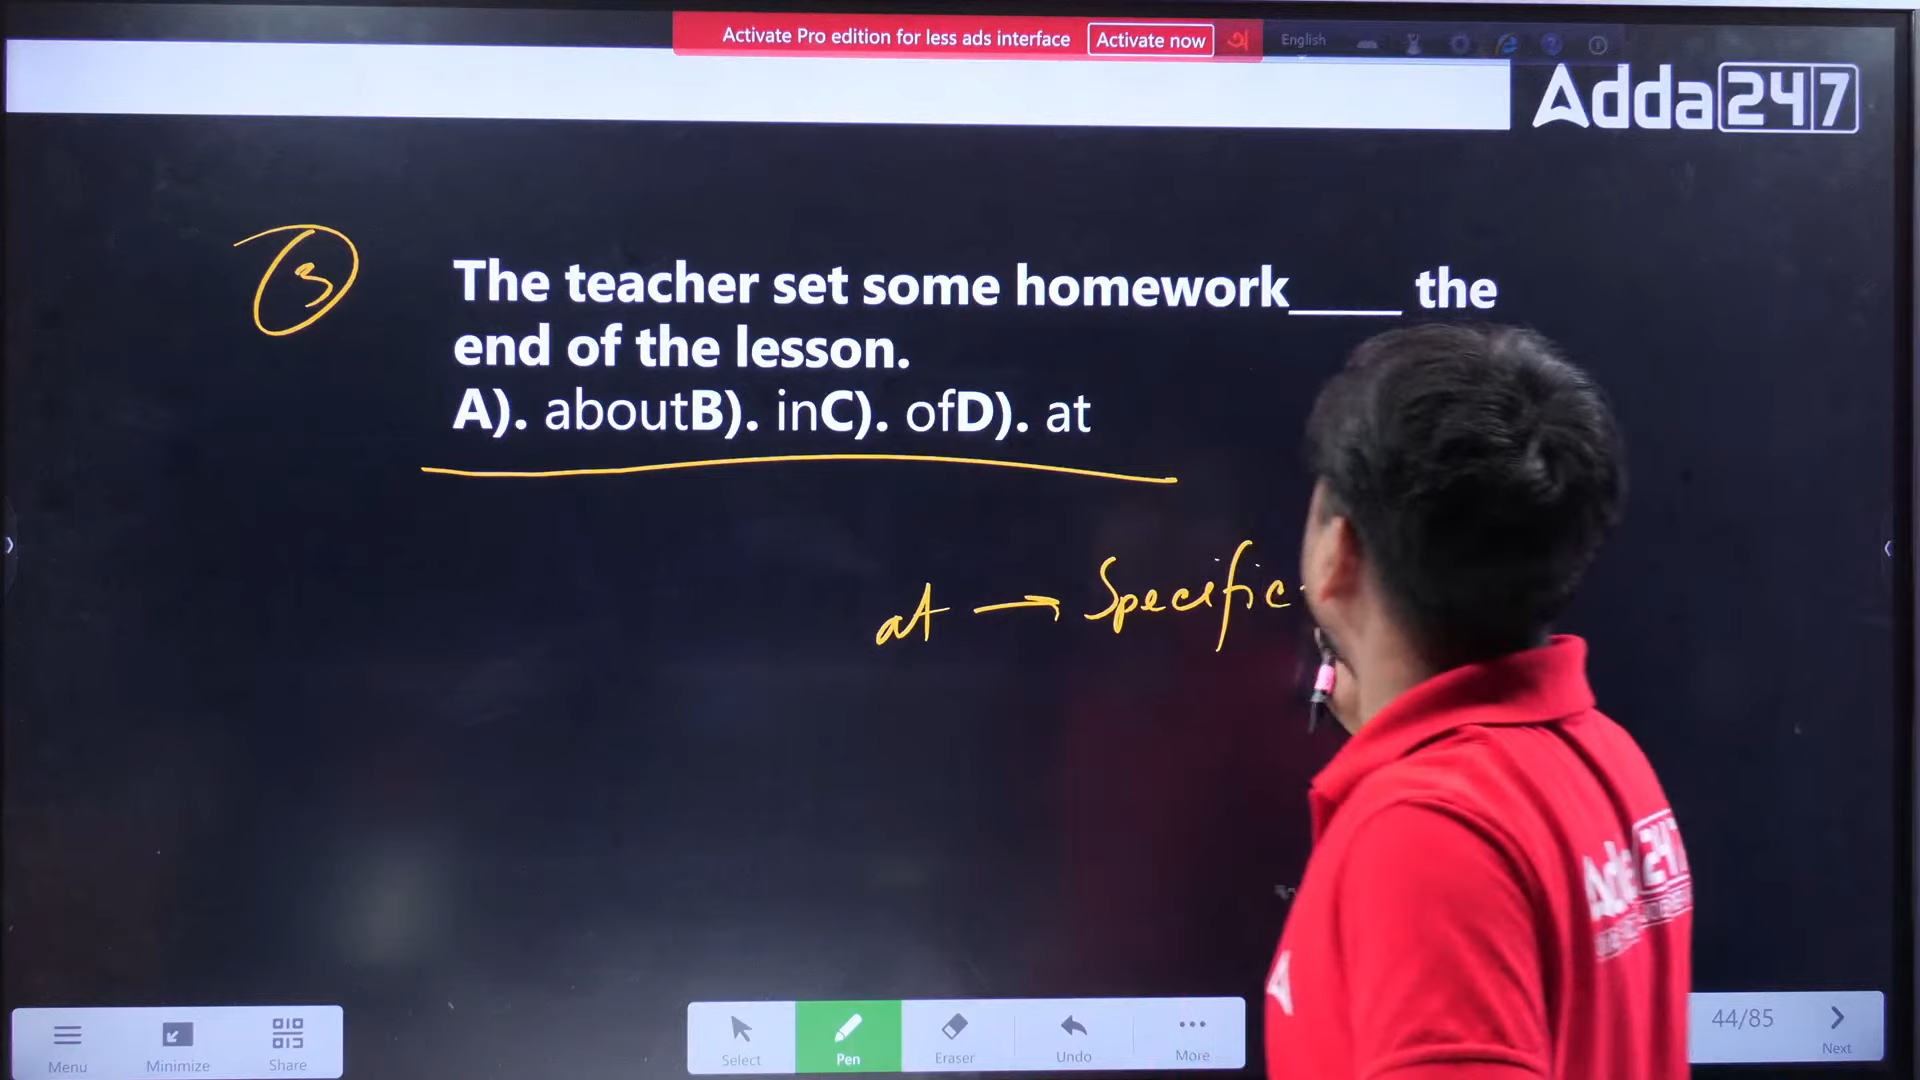 Activate Pro edition for less ads interface Activate now অ English
Adda247
3
The teacher set some homework____ the
end of the lesson.
A). aboutB). inC). ofD). at
at → Specific
Adda247
Menu Minimize Share
Select Pen Eraser Undo More
44/85 Next